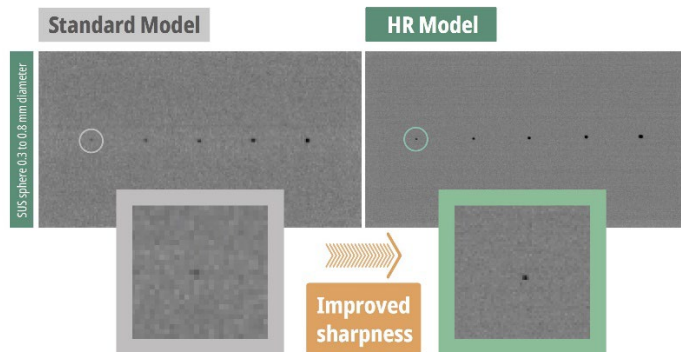 Standard Model
HR Model
SUS sphere 0.3 to 0.8 mm diameter
Improved
sharpness